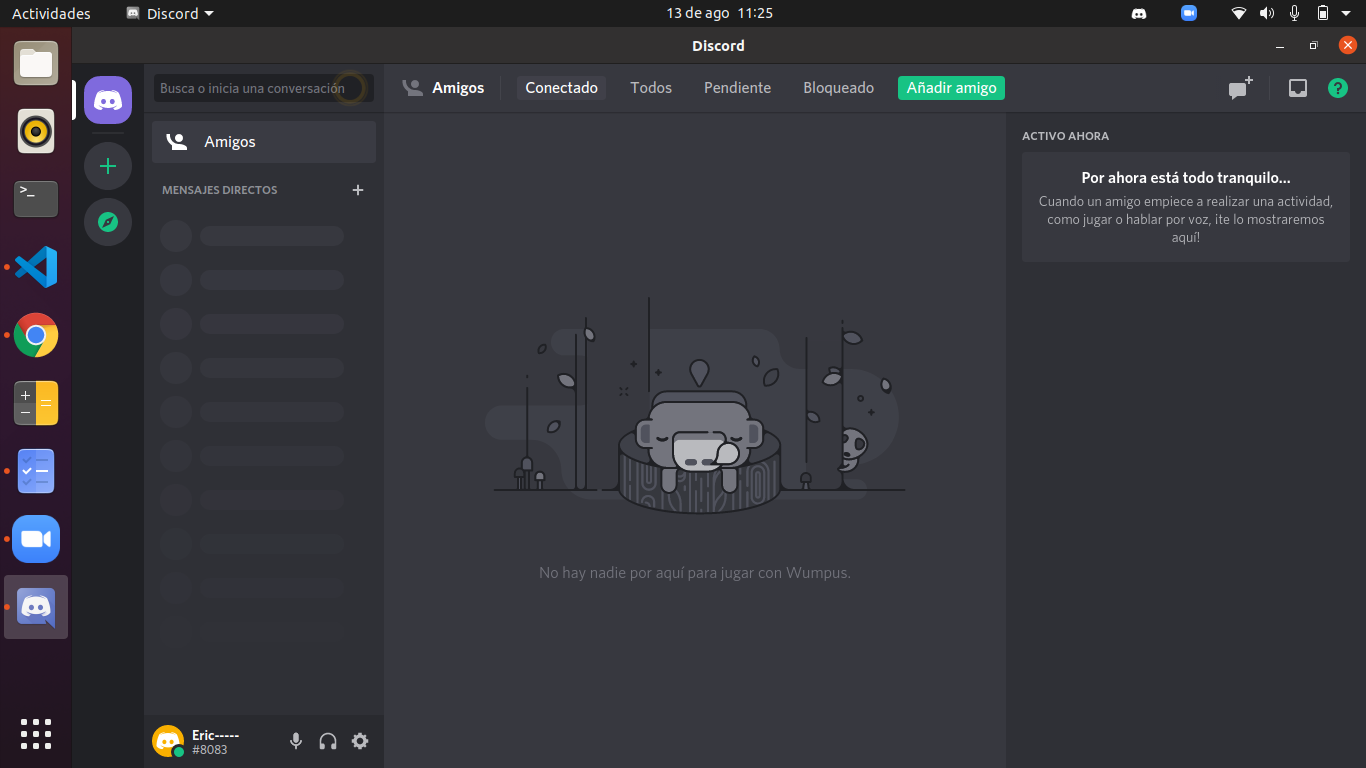 Actividades
Discord
13 de ago 11:25
Discord
Busca o inicia una conversación
Amigos
Conectado
Todos
Pendiente
Bloqueado
Añadir amigo
Amigos
MENSAJES DIRECTOS
ACTIVO AHORA
Por ahora está todo tranquilo...
Cuando un amigo empiece a realizar una actividad,
como jugar o hablar por voz, ¡te lo mostraremos
aquí!
No hay nadie por aquí para jugar con Wumpus.
Eric-----
#8083